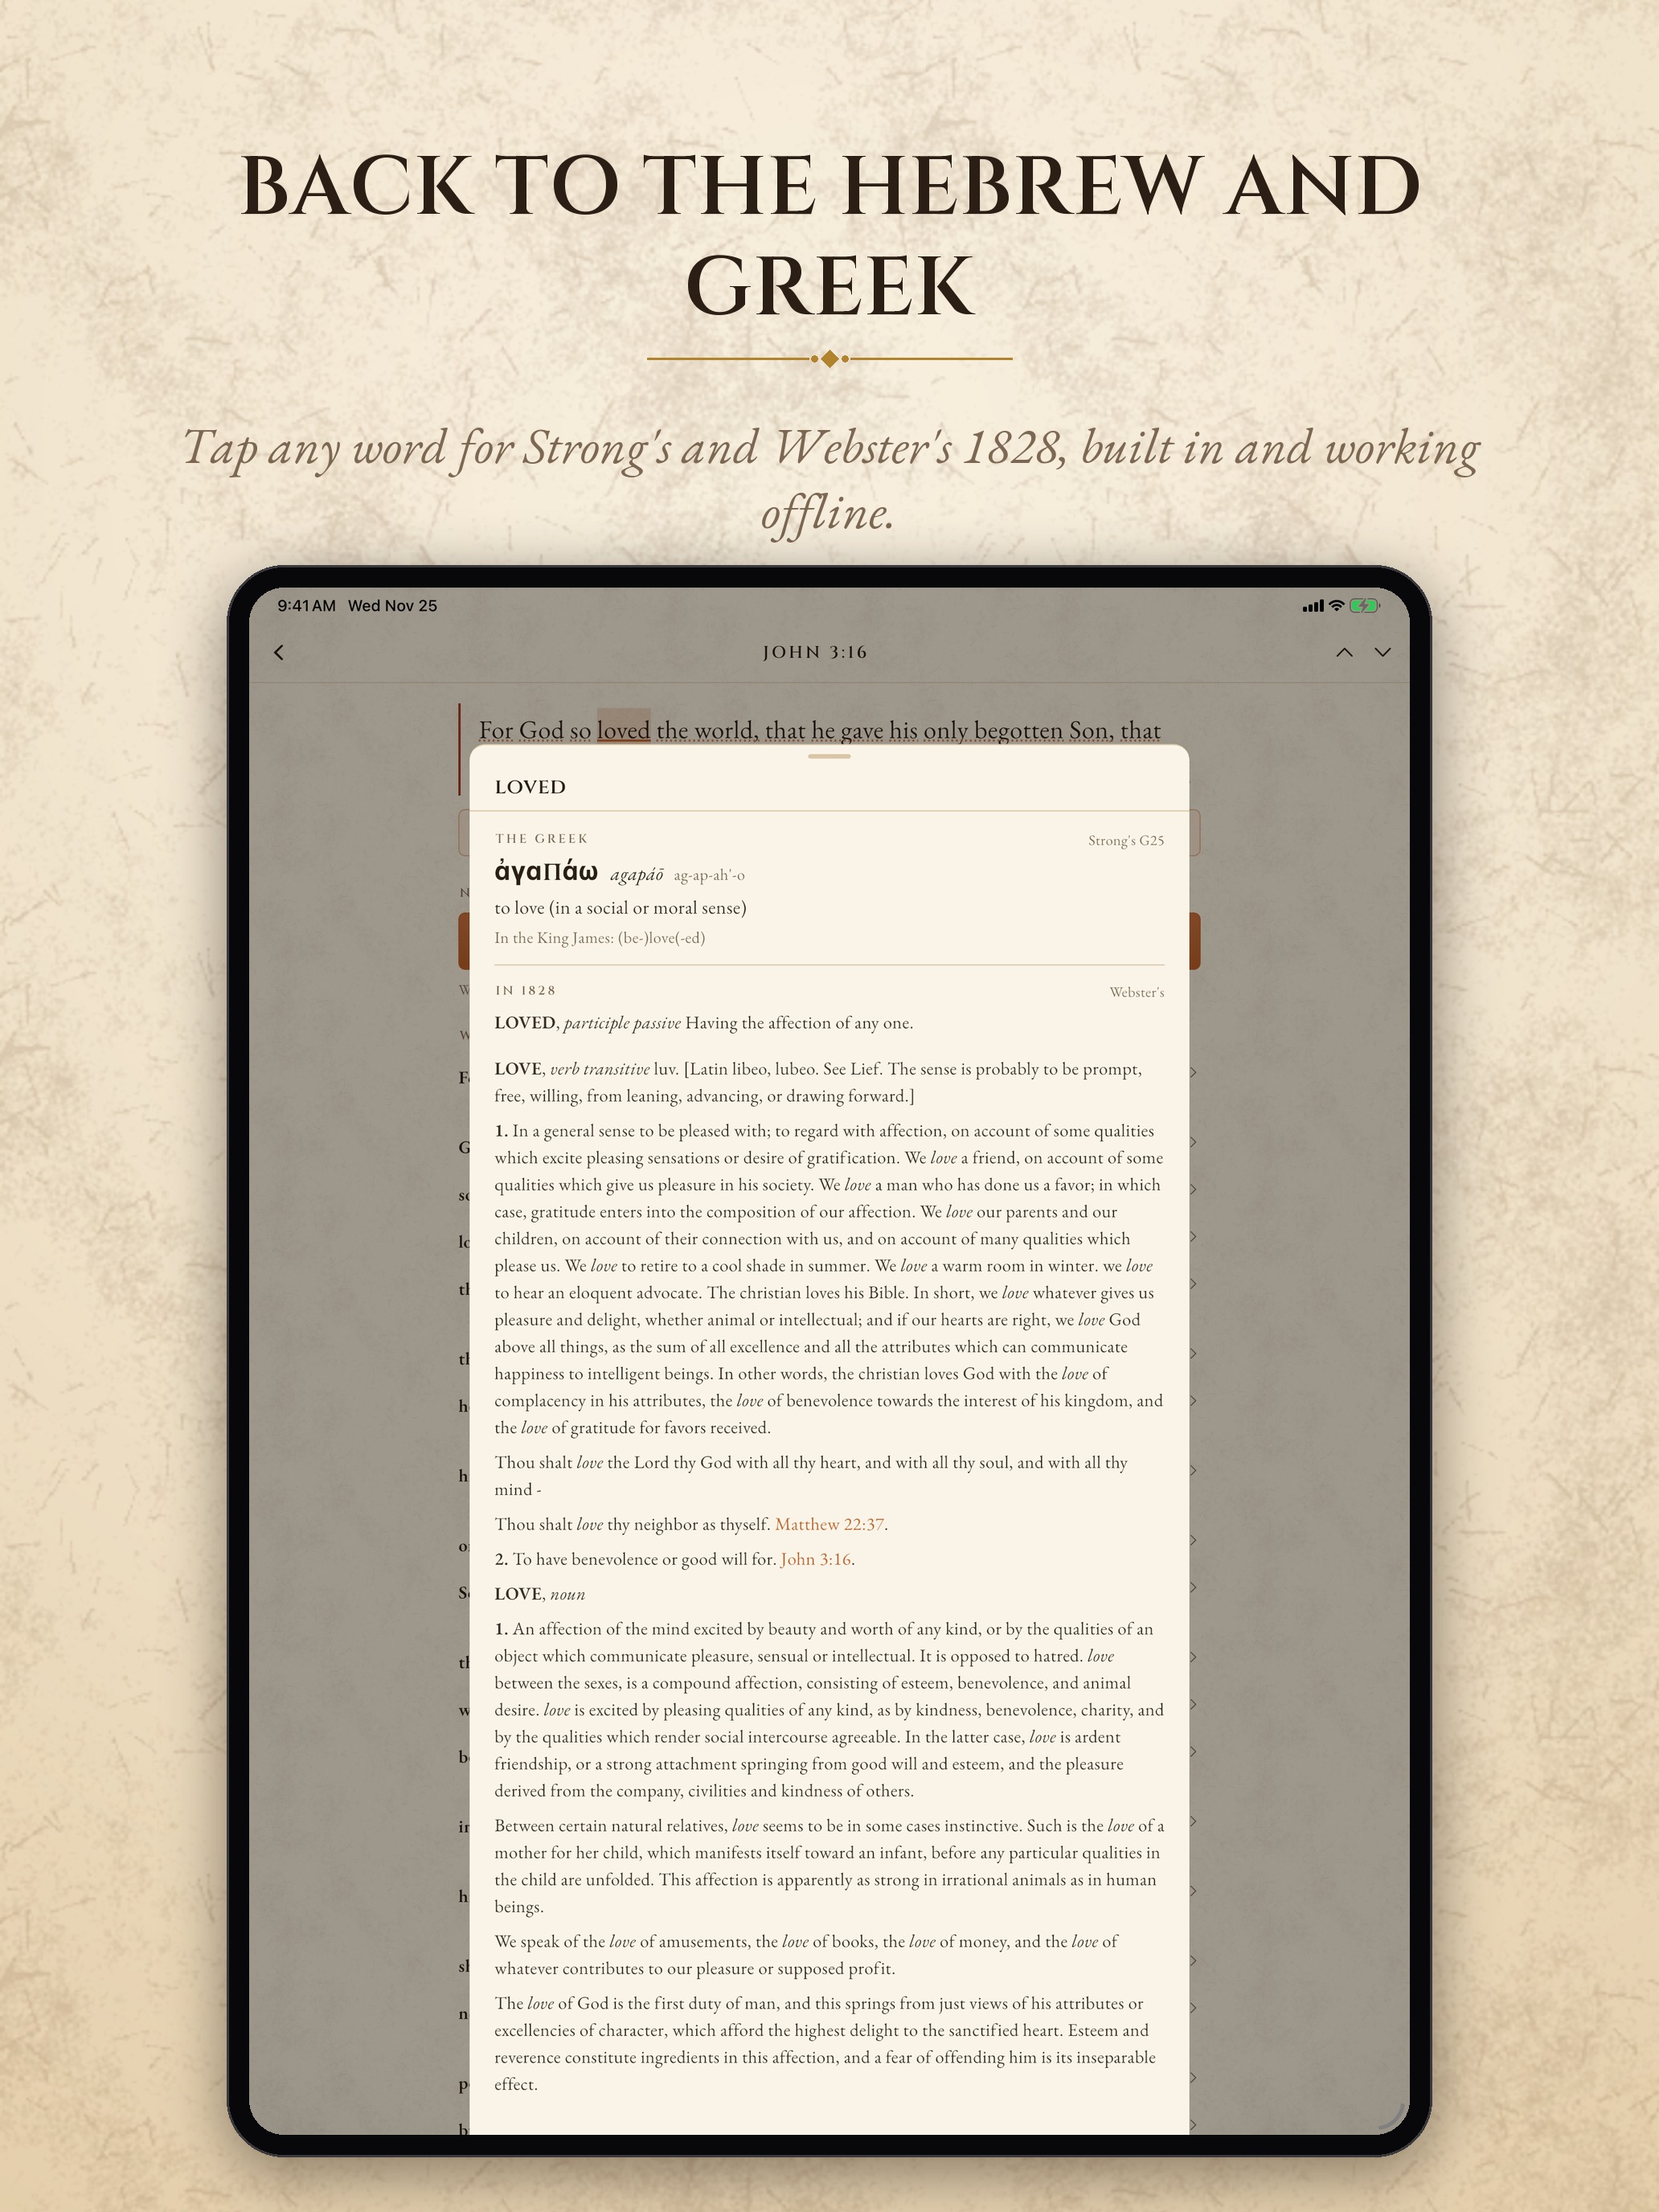 BACK TO THE HEBREW AND
GREEK
Tap any word for Strong's and Webster's 1828, built in and working
offline.
9:41 AM Wed Nov 25
JOHN 3:16
For God so loved the world, that he gave his only begotten Son, that
LOVED
THE GREEK Strong's G25
ἀγαΠάω agapáō ag-ap-ah'-o
to love (in a social or moral sense)
In the King James: (be-)love(-ed)
IN 1828 Webster's
LOVED, participle passive Having the affection of any one.
LOVE, verb transitive luv. [Latin libeo, lubeo. See Lief. The sense is probably to be prompt,
free, willing, from leaning, advancing, or drawing forward.]
1. In a general sense to be pleased with; to regard with affection, on account of some qualities
which excite pleasing sensations or desire of gratification. We love a friend, on account of some
qualities which give us pleasure in his society. We love a man who has done us a favor; in which
case, gratitude enters into the composition of our affection. We love our parents and our
children, on account of their connection with us, and on account of many qualities which
please us. We love to retire to a cool shade in summer. We love a warm room in winter. we love
to hear an eloquent advocate. The christian loves his Bible. In short, we love whatever gives us
pleasure and delight, whether animal or intellectual; and if our hearts are right, we love God
above all things, as the sum of all excellence and all the attributes which can communicate
happiness to intelligent beings. In other words, the christian loves God with the love of
complacency in his attributes, the love of benevolence towards the interest of his kingdom, and
the love of gratitude for favors received.
Thou shalt love the Lord thy God with all thy heart, and with all thy soul, and with all thy
mind -
Thou shalt love thy neighbor as thyself. Matthew 22:37.
2. To have benevolence or good will for. John 3:16.
LOVE, noun
1. An affection of the mind excited by beauty and worth of any kind, or by the qualities of an
object which communicate pleasure, sensual or intellectual. It is opposed to hatred. love
between the sexes, is a compound affection, consisting of esteem, benevolence, and animal
desire. love is excited by pleasing qualities of any kind, as by kindness, benevolence, charity, and
by the qualities which render social intercourse agreeable. In the latter case, love is ardent
friendship, or a strong attachment springing from good will and esteem, and the pleasure
derived from the company, civilities and kindness of others.
Between certain natural relatives, love seems to be in some cases instinctive. Such is the love of a
mother for her child, which manifests itself toward an infant, before any particular qualities in
the child are unfolded. This affection is apparently as strong in irrational animals as in human
beings.
We speak of the love of amusements, the love of books, the love of money, and the love of
whatever contributes to our pleasure or supposed profit.
The love of God is the first duty of man, and this springs from just views of his attributes or
excellencies of character, which afford the highest delight to the sanctified heart. Esteem and
reverence constitute ingredients in this affection, and a fear of offending him is its inseparable
effect.